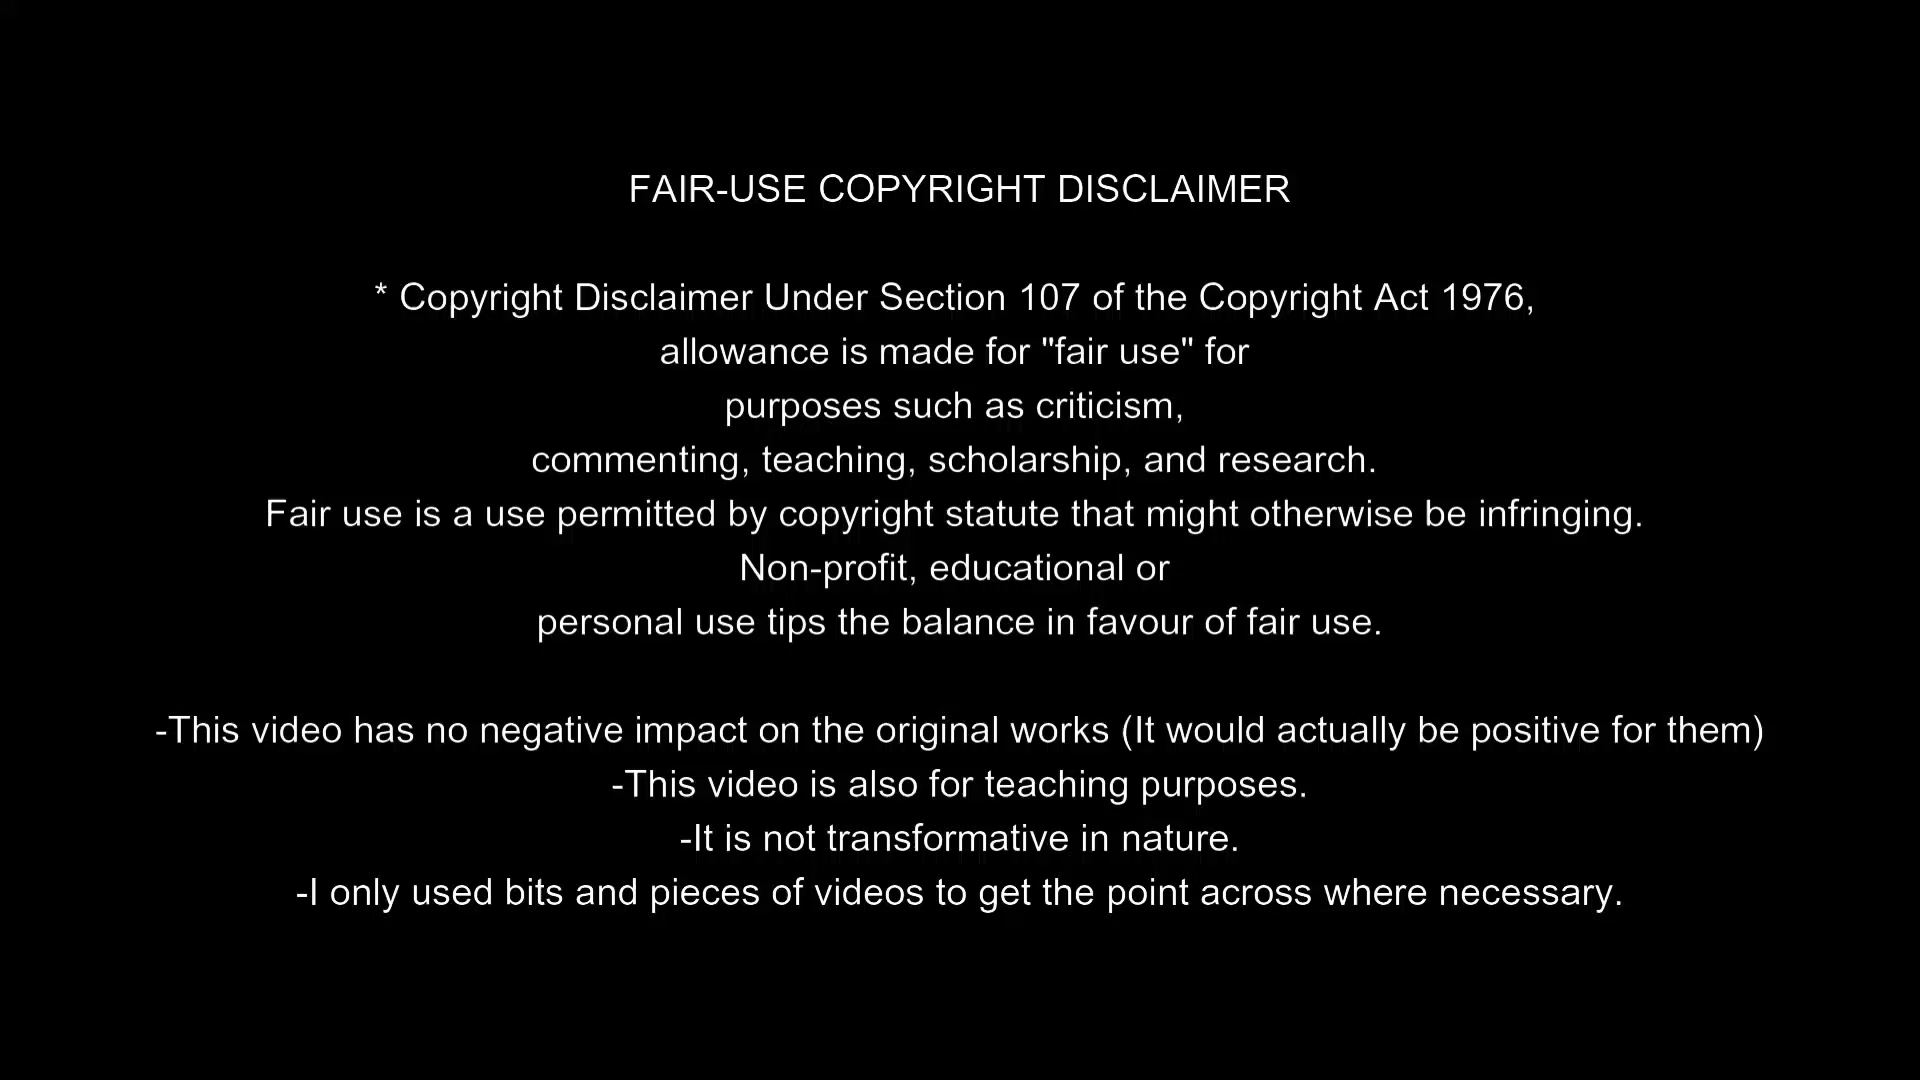 FAIR-USE COPYRIGHT DISCLAIMER
* Copyright Disclaimer Under Section 107 of the Copyright Act 1976,
allowance is made for "fair use" for
purposes such as criticism,
commenting, teaching, scholarship, and research.
Fair use is a use permitted by copyright statute that might otherwise be infringing.
Non-profit, educational or
personal use tips the balance in favour of fair use.
-This video has no negative impact on the original works (It would actually be positive for them)
-This video is also for teaching purposes.
-It is not transformative in nature.
-I only used bits and pieces of videos to get the point across where necessary.